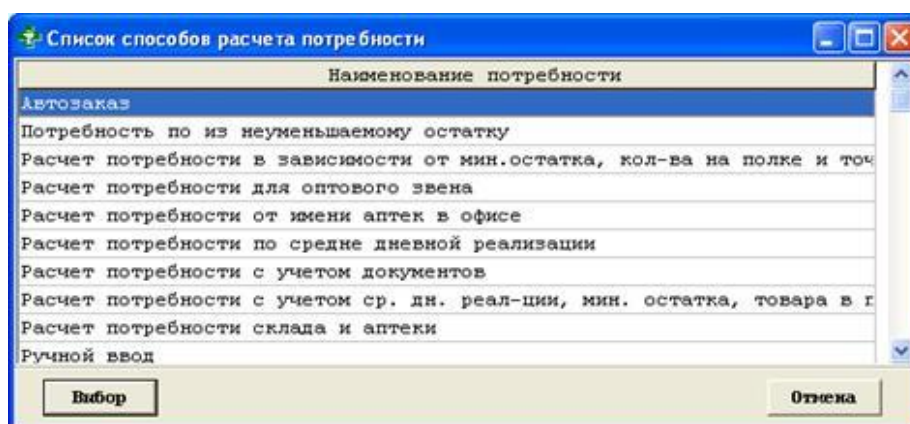 Список способов расчета потребности
Наименование потребности
Автозаказ
Потребность по из неуменьшаемому остатку
Расчет потребности в зависимости от мин.остатка, кол-ва на полке и точ
Расчет потребности для оптового звена
Расчет потребности от имени аптек в офисе
Расчет потребности по средне дневной реализации
Расчет потребности с учетом документов
Расчет потребности с учетом ср. дн. реал-ции, мин. остатка, товара в г
Расчет потребности склада и аптеки
Ручной ввод
Выбор
Отмена